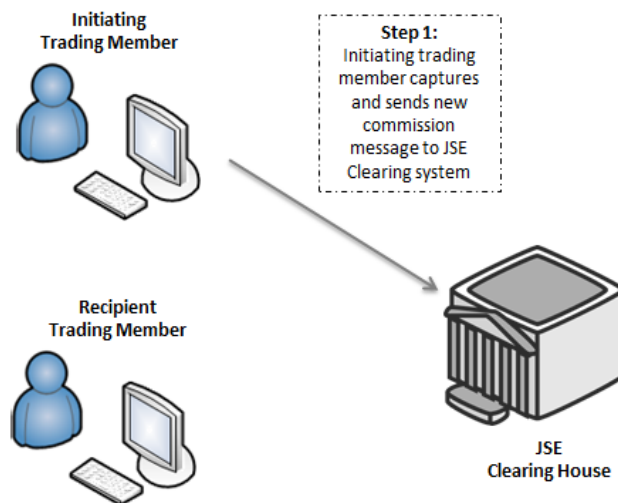 Initiating
Trading Member
Step 1:
Initiating trading
member captures
and sends new
commission
message to JSE
Clearing system
Recipient
Trading Member
JSE
Clearing House